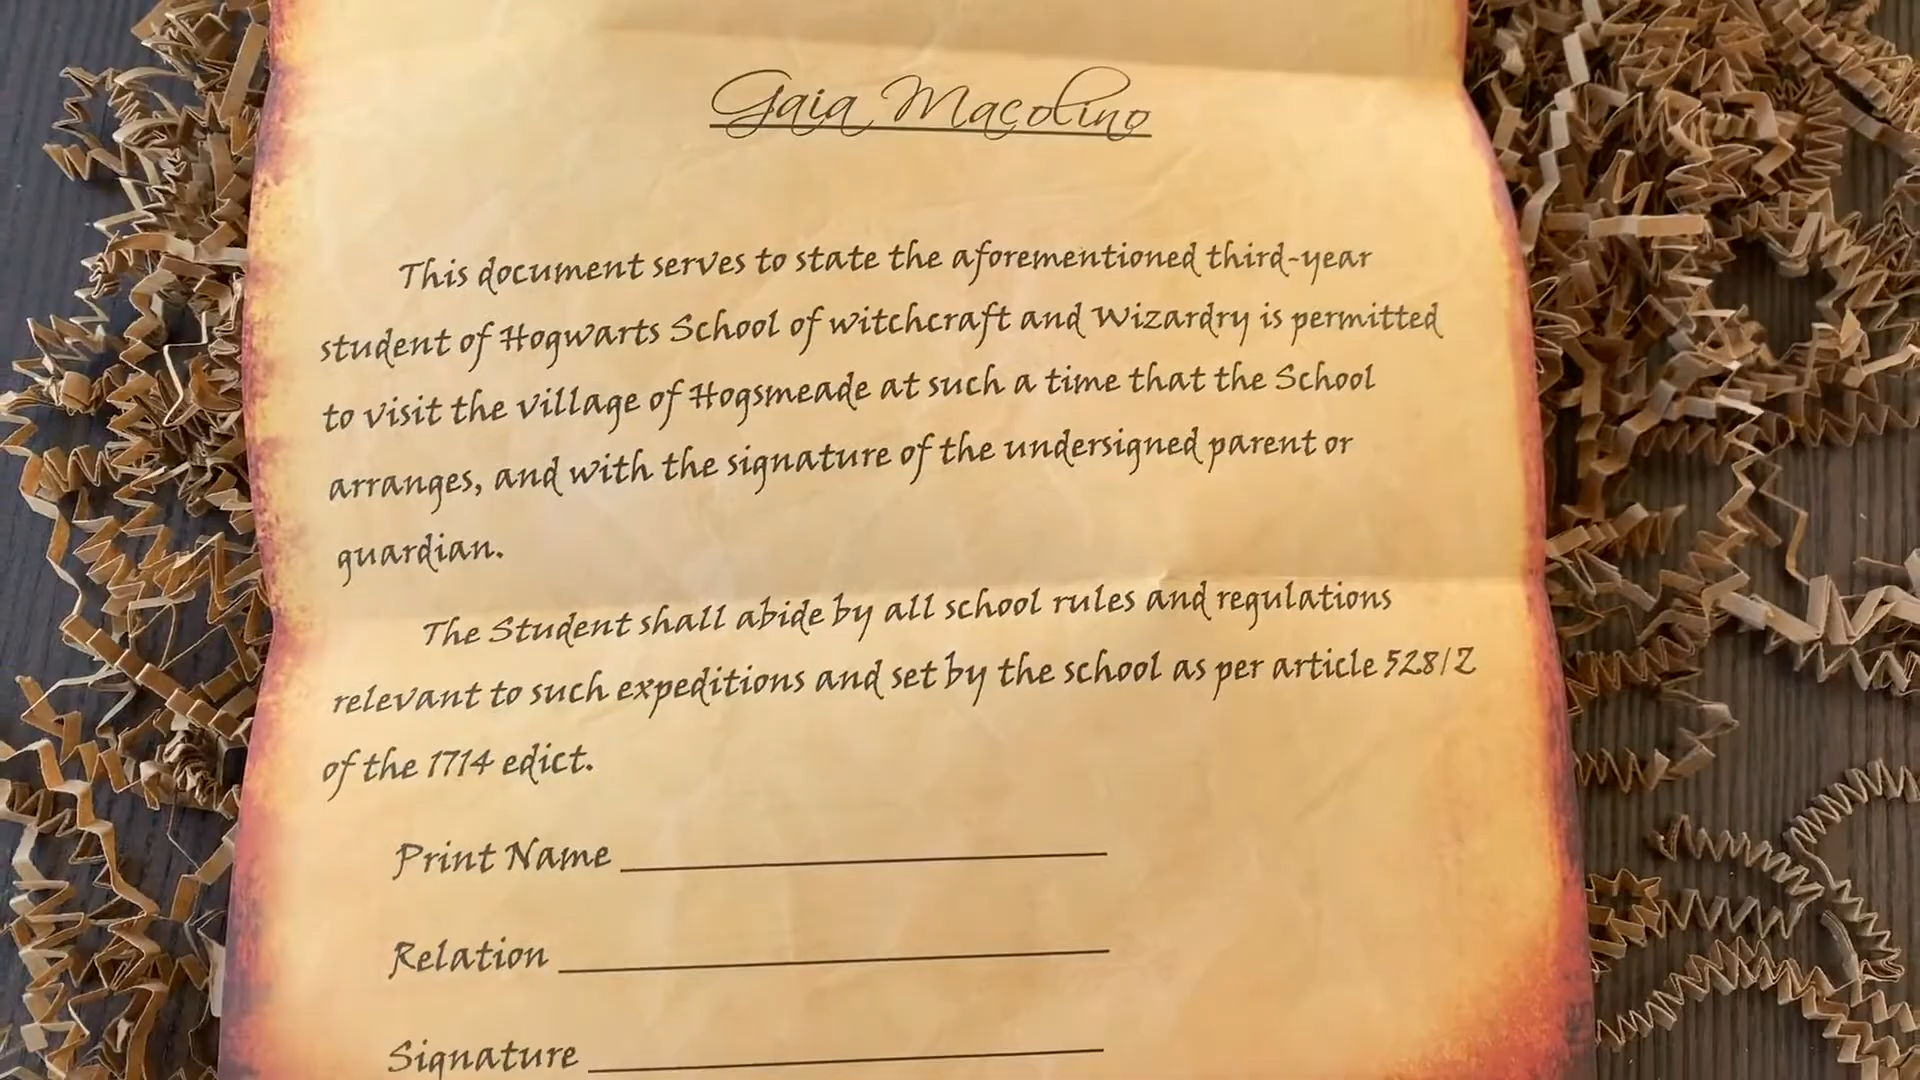 Gaia Macolino
This document serves to state the aforementioned third-year
student of Hogwarts School of witchcraft and Wizardry is permitted
to visit the village of Hogsmeade at such a time that the School
arranges, and with the signature of the undersigned parent or
guardian.
The Student shall abide by all school rules and regulations
relevant to such expeditions and set by the school as per article 528/Z
of the 1714 edict.
Print Name
Relation
Signature